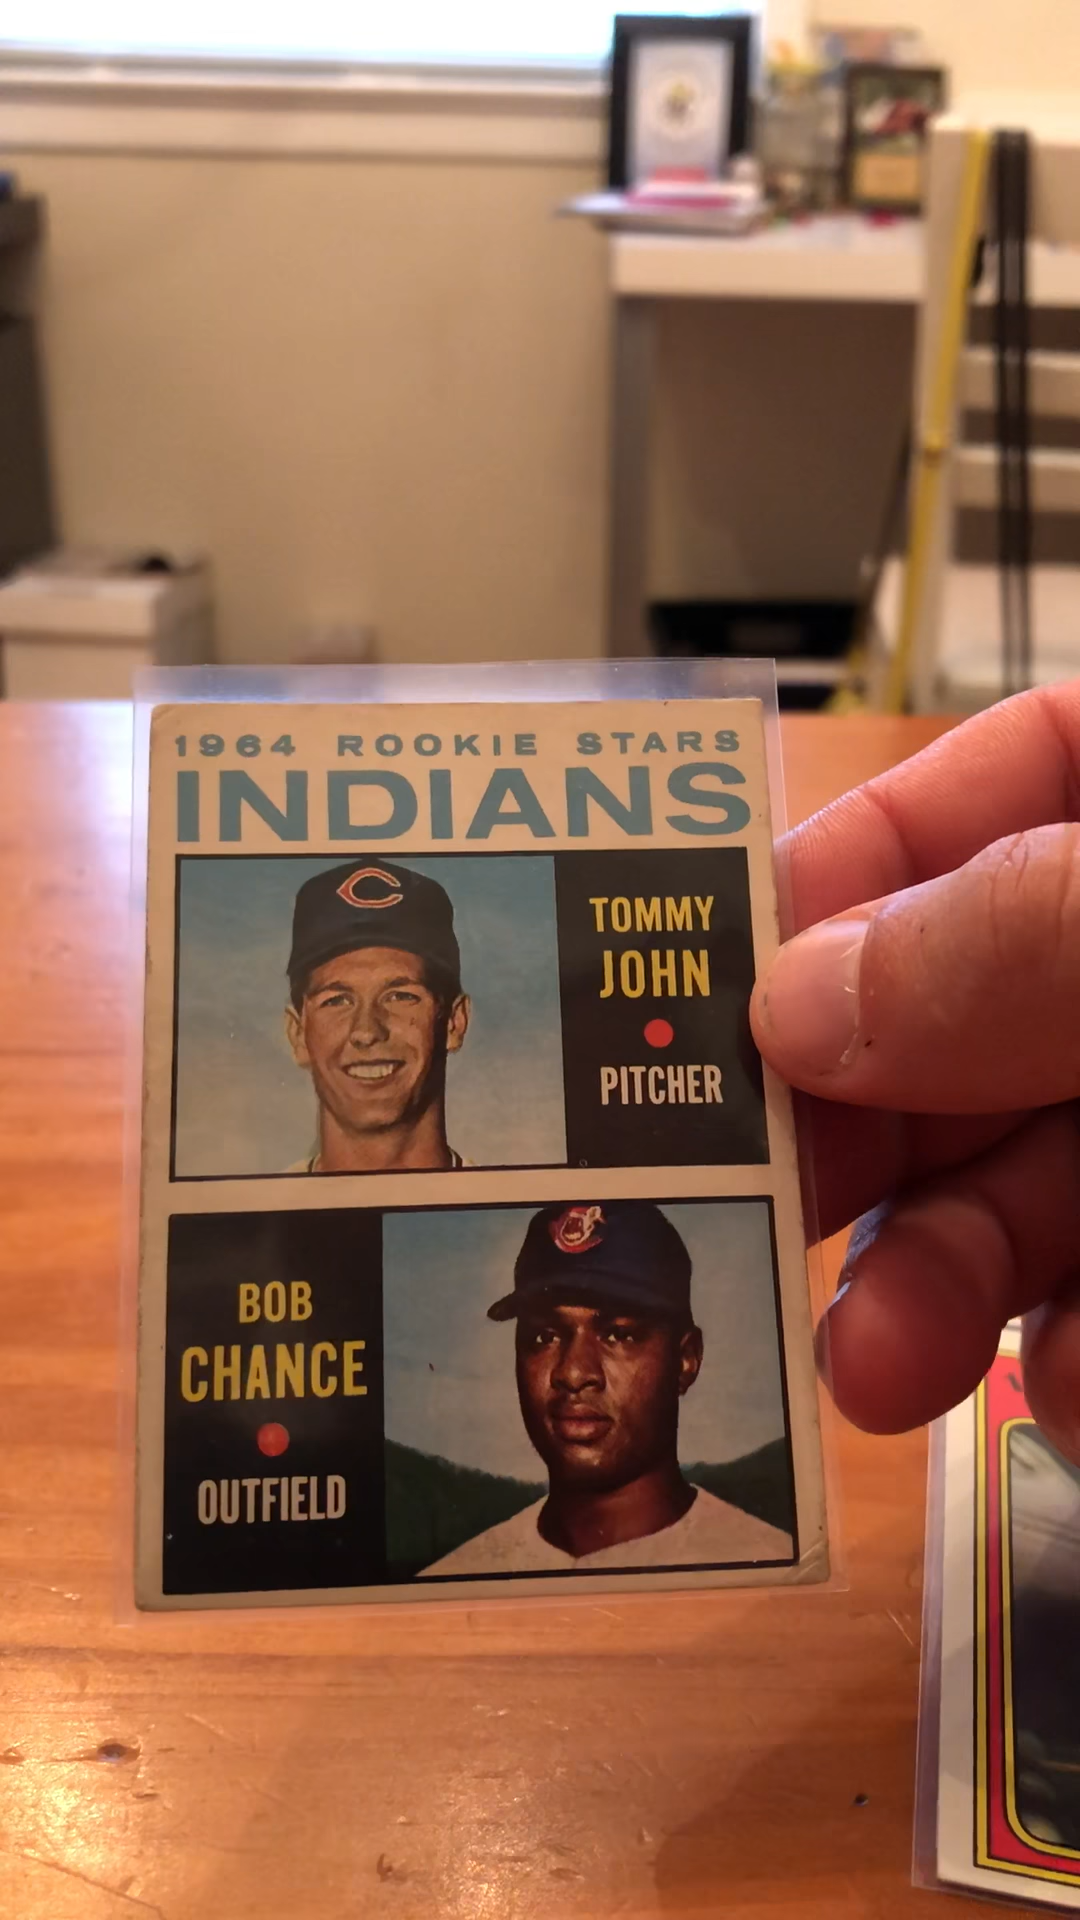 1964 ROOKIE STARS
INDIANS
TOMMY
JOHN
PITCHER
BOB
CHANCE
OUTFIELD